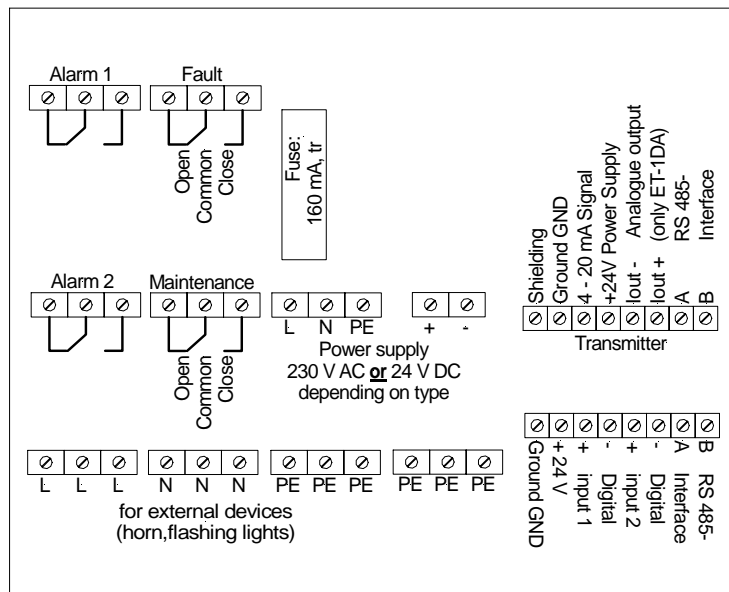 Alarm 1
Fault
Open
Common
Close
Fuse:
160 mA, tr
Alarm 2
Maintenance
Open
Common
Close
L N PE
+ -
Power supply
230 V AC or 24 V DC
depending on type
Shielding
Ground GND
4 - 20 mA Signal
+24V Power Supply
Iout - Analogue output
Iout + (only ET-1DA)
A RS 485-
B Interface
Transmitter
L L L
N N N
PE PE PE
PE PE PE
for external devices
(horn,flashing lights)
Ground GND
+ 24 V
+ input 1
- Digital
+ input 2
- Digital
A Interface
B RS 485-